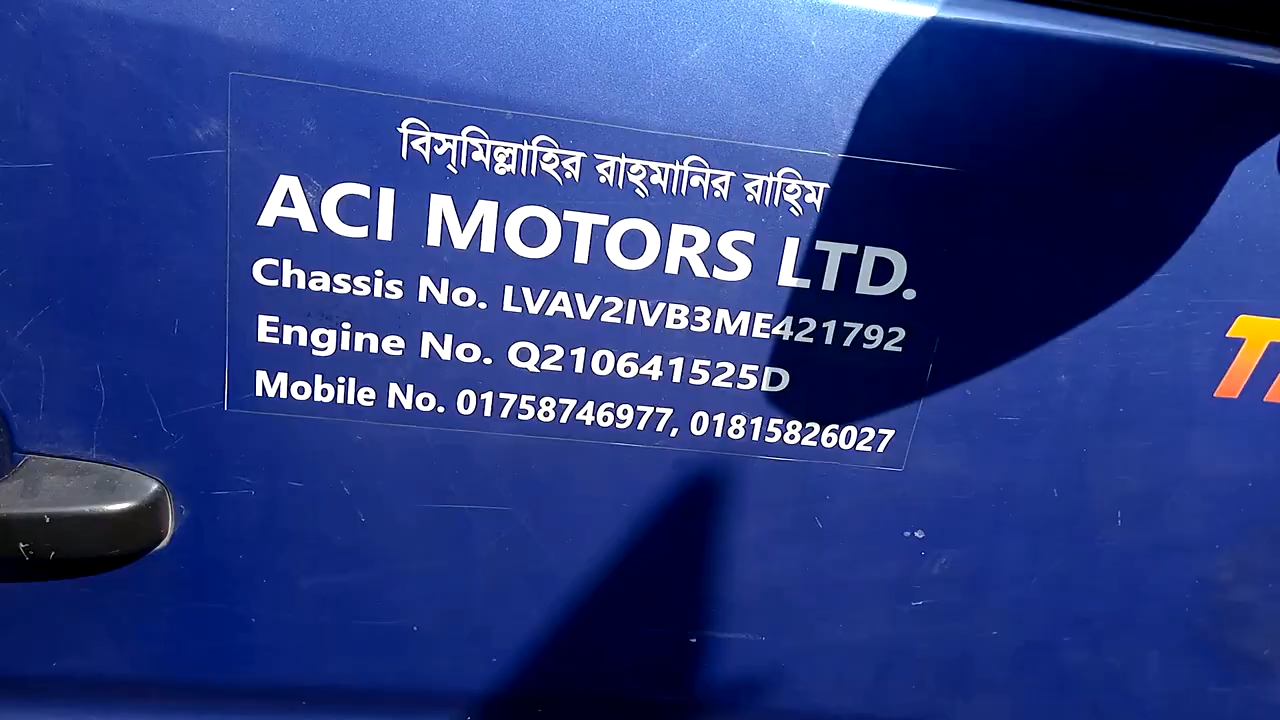 বিস্‌মিল্লাহির রাহ্‌মানির রাহ্মি
ACI MOTORS LTD.
Chassis No. LVAV2IVB3ME421792
Engine No. Q210641525D
Mobile No. 01758746977, 01815826027